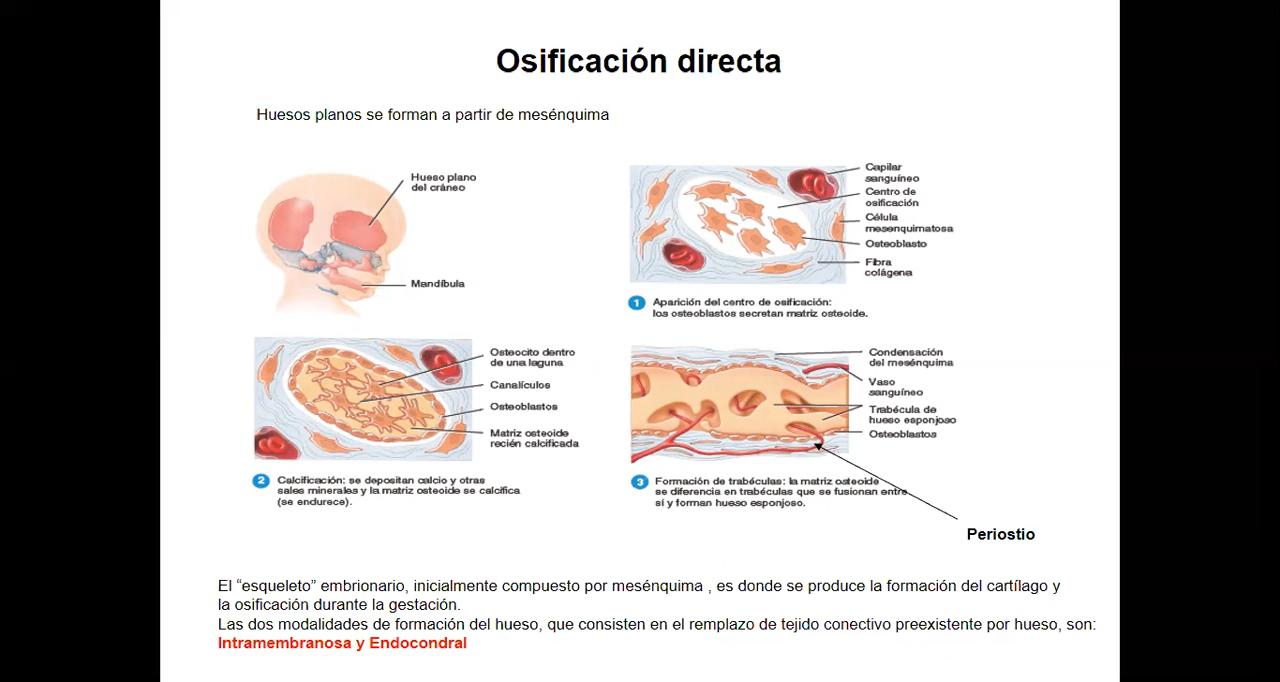 Osificación directa
Huesos planos se forman a partir de mesénquima
Hueso plano
del cráneo
Mandíbula
Capilar
sanguíneo
Centro de
osificación
Célula
mesenquimatosa
Osteoblasto
Fibra
colágena
1 Aparición del centro de osificación:
los osteoblastos secretan matriz osteoide.
Osteocito dentro
de una laguna
Canalículos
Osteoblastos
Matriz osteoide
recién calcificada
2 Calcificación: se depositan calcio y otras
sales minerales y la matriz osteoide se calcifica
(se endurece).
Condensación
del mesénquima
Vaso
sanguíneo
Trabécula de
hueso esponjoso
Osteoblastos
3 Formación de trabéculas: la matriz osteoide
se diferencia en trabéculas que se fusionan entre
sí y forman hueso esponjoso.
Periostio
El “esqueleto” embrionario, inicialmente compuesto por mesénquima , es donde se produce la formación del cartílago y
la osificación durante la gestación.
Las dos modalidades de formación del hueso, que consisten en el remplazo de tejido conectivo preexistente por hueso, son:
Intramembranosa y Endocondral